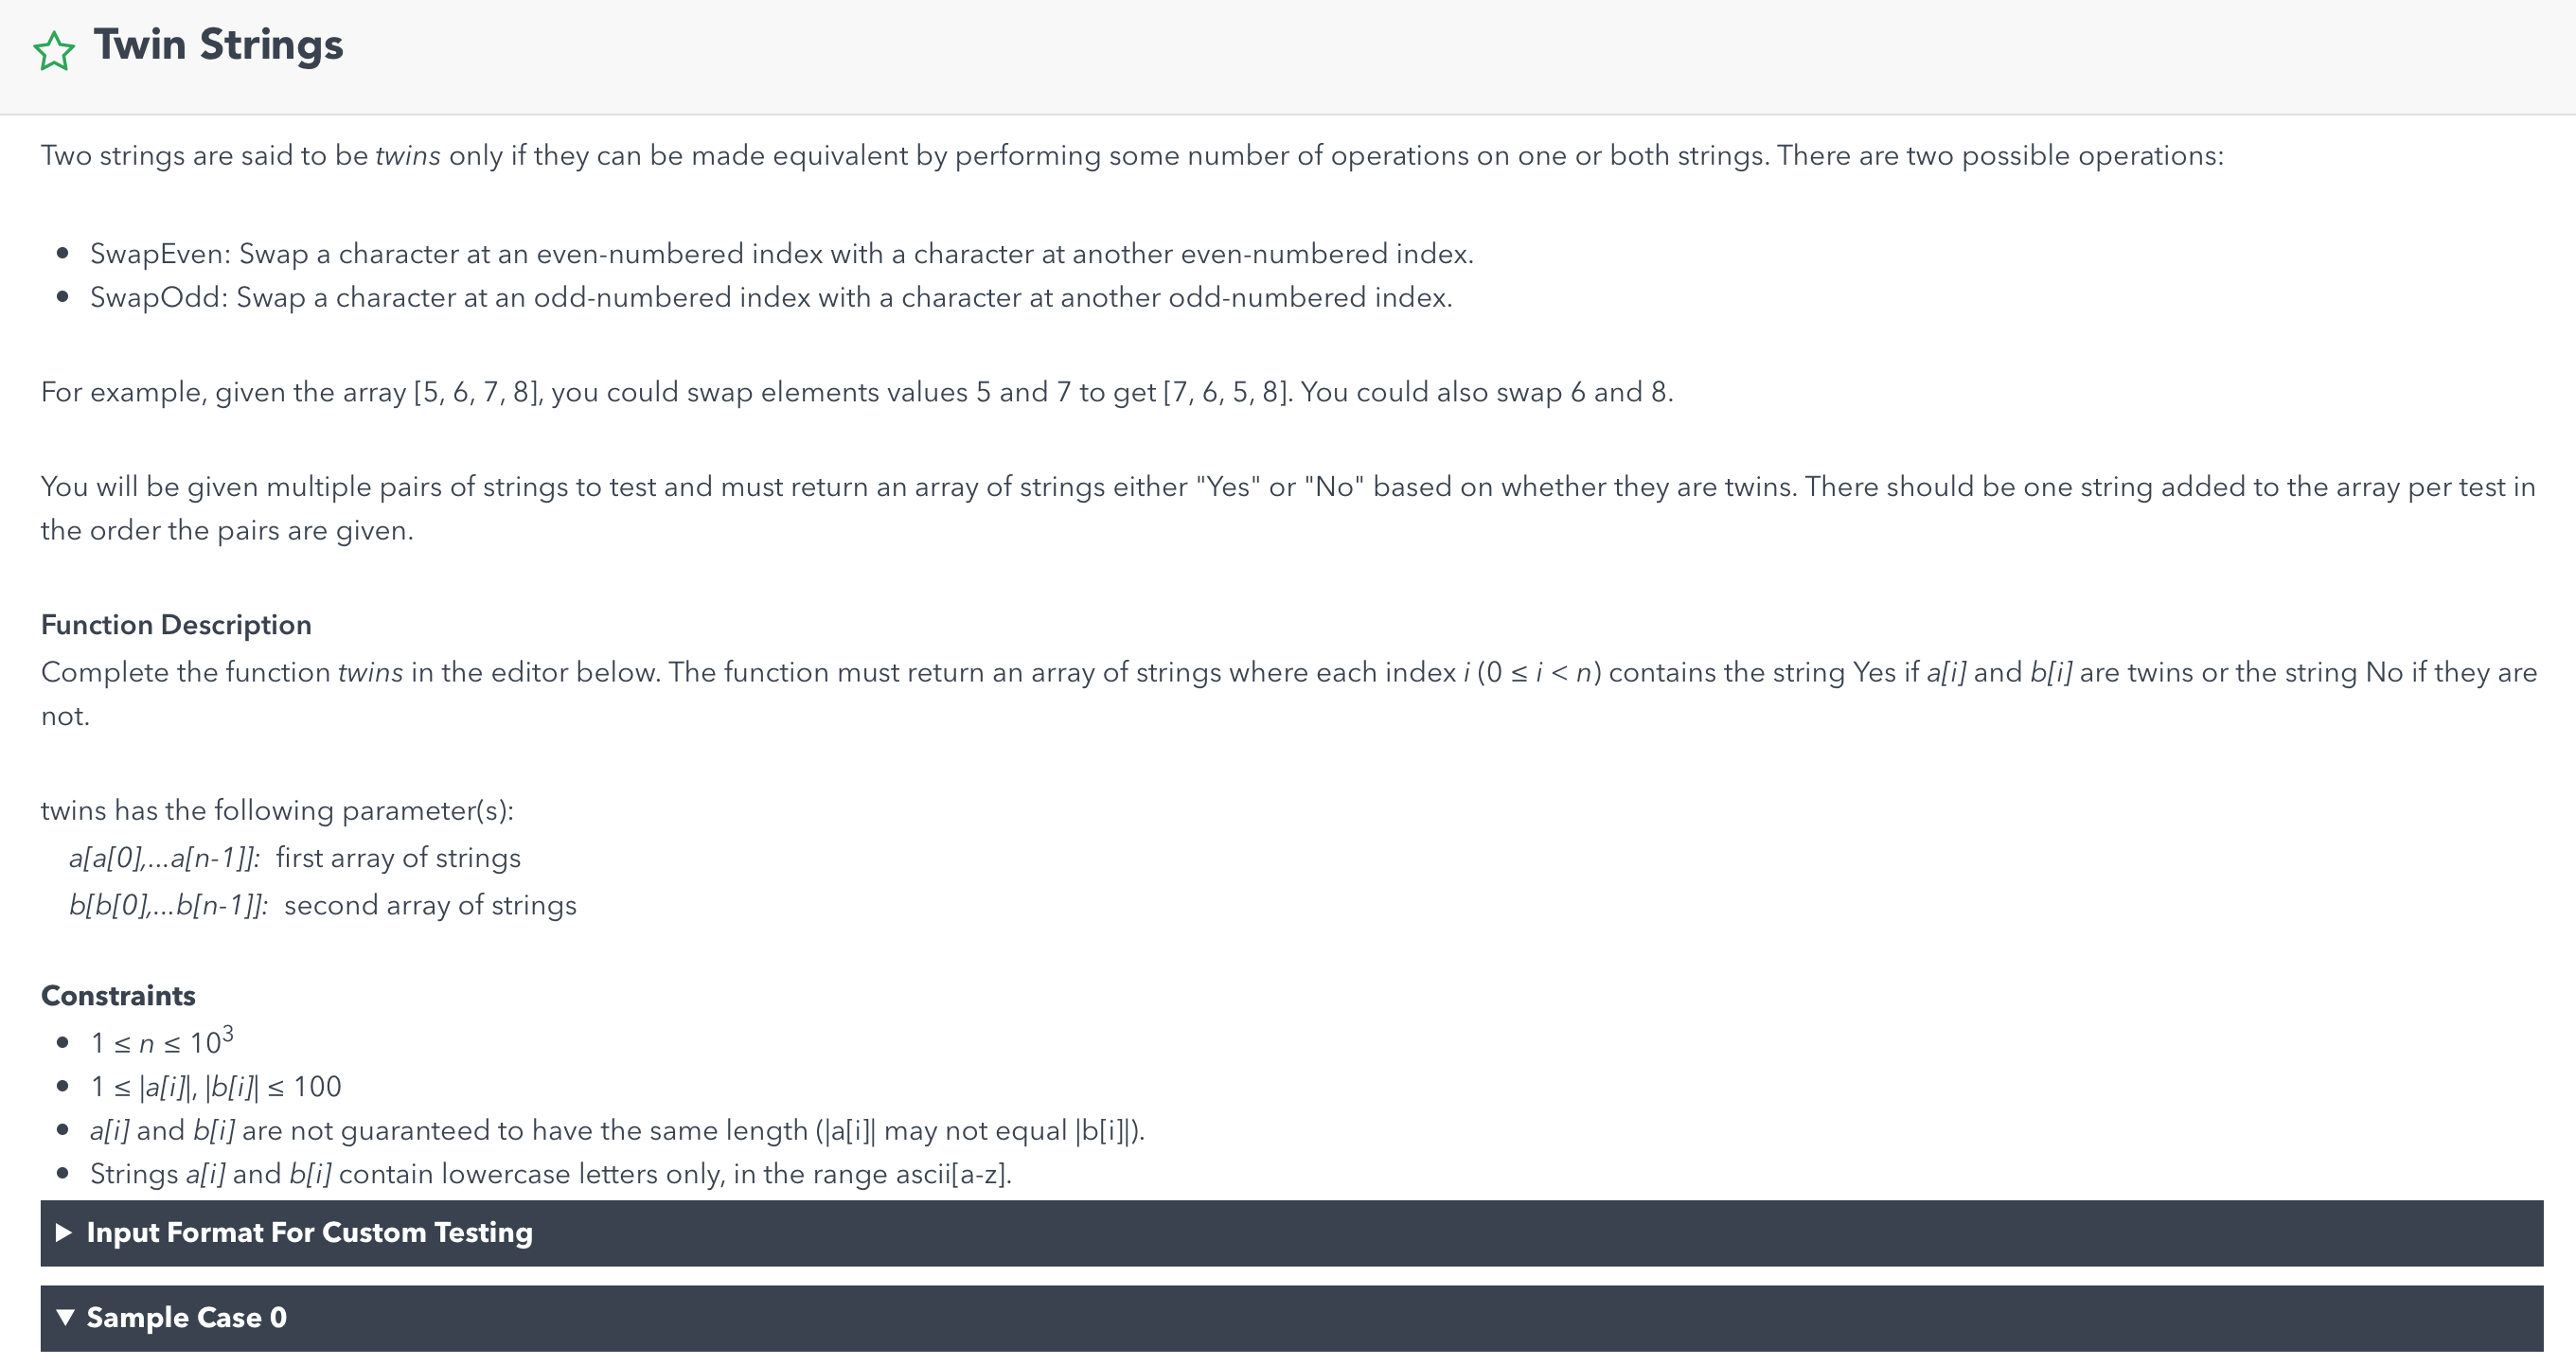 Twin Strings
Two strings are said to be twins only if they can be made equivalent by performing some number of operations on one or both strings. There are two possible operations:
• SwapEven: Swap a character at an even-numbered index with a character at another even-numbered index.
• SwapOdd: Swap a character at an odd-numbered index with a character at another odd-numbered index.
For example, given the array [5, 6, 7, 8], you could swap elements values 5 and 7 to get [7, 6, 5, 8]. You could also swap 6 and 8.
You will be given multiple pairs of strings to test and must return an array of strings either "Yes" or "No" based on whether they are twins. There should be one string added to the array per test in
the order the pairs are given.
Function Description
Complete the function twins in the editor below. The function must return an array of strings where each index i (0 ≤ i < n) contains the string Yes if a[i] and b[i] are twins or the string No if they are
not.
twins has the following parameter(s):
a[a[0],...a[n-1]]: first array of strings
b[b[0],...b[n-1]]: second array of strings
Constraints
• 1 ≤ n ≤ 10³
• 1 ≤ |a[i]|, |b[i]| ≤ 100
• a[i] and b[i] are not guaranteed to have the same length (|a[i]| may not equal |b[i]|).
• Strings a[i] and b[i] contain lowercase letters only, in the range ascii[a-z].
Input Format For Custom Testing
Sample Case 0